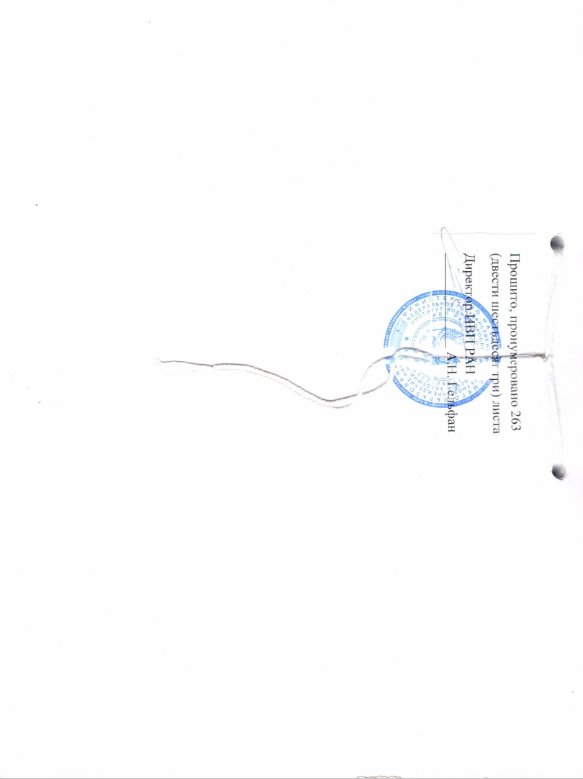 Прошито, пронумеровано 263
(двести шестьдесят три) листа
Директор ИВП РАН
А.Н. Гельфан